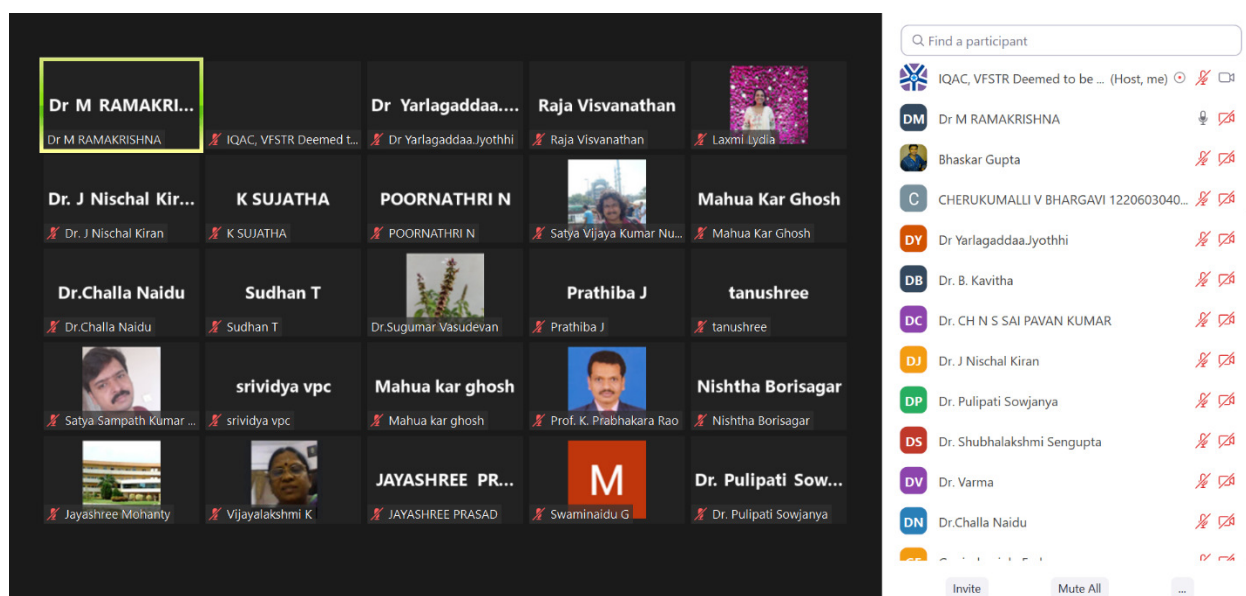 Dr M RAMAKRI...
Dr Yarlagaddaa....
Raja Visvanathan
Dr M RAMAKRISHNA
IQAC, VFSTR Deemed t...
Dr Yarlagaddaa.Jyothhi
Raja Visvanathan
Laxmi Lydia
Dr. J Nischal Kir...
K SUJATHA
POORNATHRI N
Mahua Kar Ghosh
Dr. J Nischal Kiran
K SUJATHA
POORNATHRI N
Satya Vijaya Kumar Nu...
Mahua Kar Ghosh
Dr.Challa Naidu
Sudhan T
Prathiba J
tanushree
Dr.Challa Naidu
Sudhan T
Dr.Sugumar Vasudevan
Prathiba J
tanushree
srividya vpc
Mahua kar ghosh
Nishtha Borisagar
Satya Sampath Kumar ...
srividya vpc
Mahua kar ghosh
Prof. K. Prabhakara Rao
Nishtha Borisagar
JAYASHREE PR...
M
Dr. Pulipati Sow...
Jayashree Mohanty
Vijayalakshmi K
JAYASHREE PRASAD
Swaminaidu G
Dr. Pulipati Sowjanya
Find a participant
IQAC, VFSTR Deemed to be ... (Host, me)
DM Dr M RAMAKRISHNA
Bhaskar Gupta
C CHERUKUMALLI V BHARGAVI 1220603040...
DY Dr Yarlagaddaa.Jyothhi
DB Dr. B. Kavitha
DC Dr. CH N S SAI PAVAN KUMAR
DJ Dr. J Nischal Kiran
DP Dr. Pulipati Sowjanya
DS Dr. Shubhalakshmi Sengupta
DV Dr. Varma
DN Dr.Challa Naidu
Invite
Mute All
...